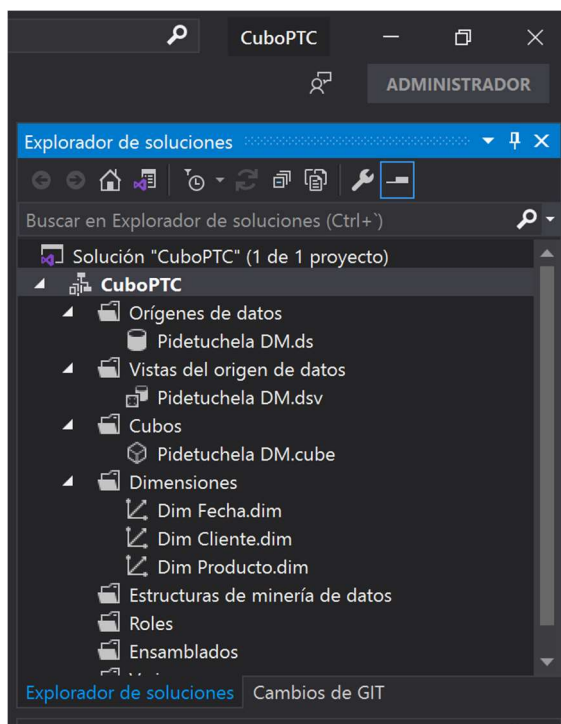 CuboPTC
ADMINISTRADOR
Explorador de soluciones
Buscar en Explorador de soluciones (Ctrl+`)
Solución "CuboPTC" (1 de 1 proyecto)
CuboPTC
Orígenes de datos
Pidetuchela DM.ds
Vistas del origen de datos
Pidetuchela DM.dsv
Cubos
Pidetuchela DM.cube
Dimensiones
Dim Fecha.dim
Dim Cliente.dim
Dim Producto.dim
Estructuras de minería de datos
Roles
Ensamblados
Explorador de soluciones Cambios de GIT